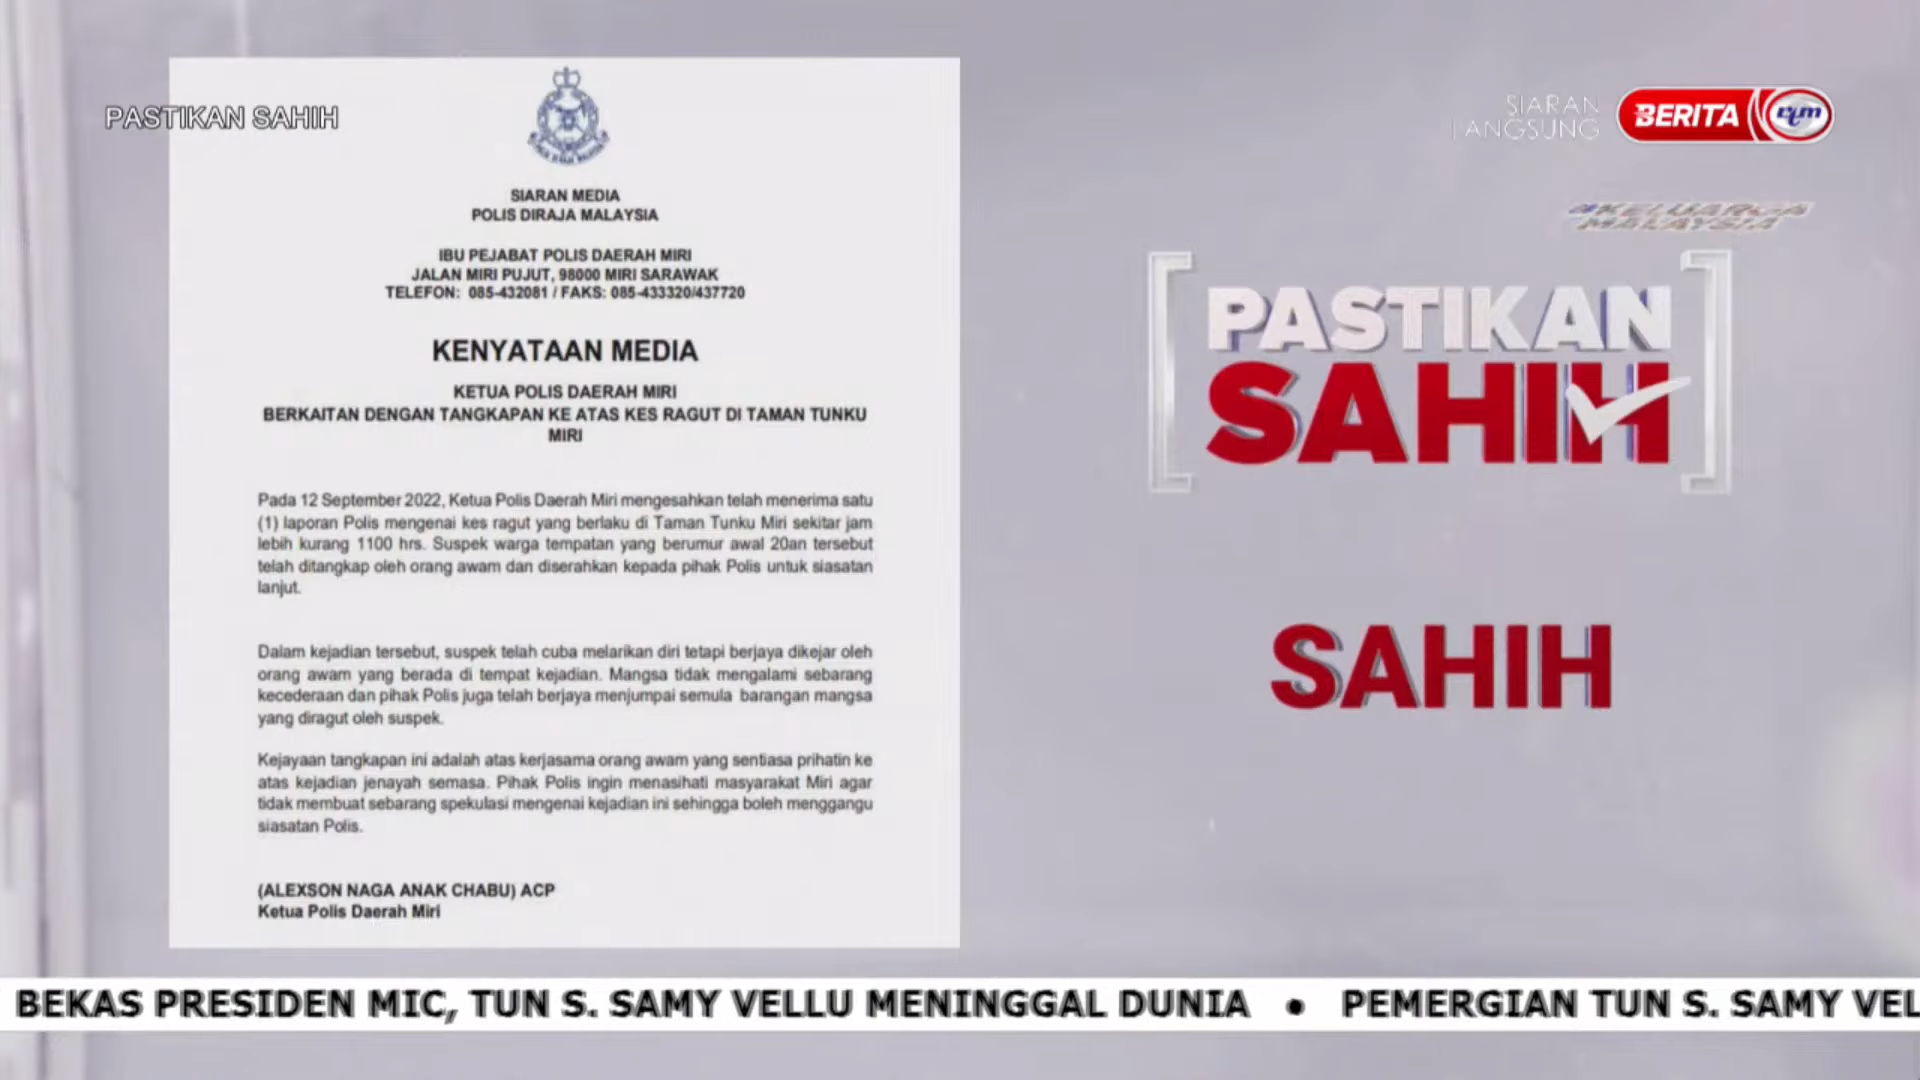 PASTIKAN SAHIH
SIARAN MEDIA
POLIS DIRAJA MALAYSIA
IBU PEJABAT POLIS DAERAH MIRI
JALAN MIRI PUJUT, 98000 MIRI SARAWAK
TELEFON: 085-432081 / FAKS: 085-433320/437720
KENYATAAN MEDIA
KETUA POLIS DAERAH MIRI
BERKAITAN DENGAN TANGKAPAN KE ATAS KES RAGUT DI TAMAN TUNKU
MIRI
Pada 12 September 2022, Ketua Polis Daerah Miri mengesahkan telah menerima satu
(1) laporan Polis mengenai kes ragut yang berlaku di Taman Tunku Miri sekitar jam
lebih kurang 1100 hrs. Suspek warga tempatan yang berumur awal 20an tersebut
telah ditangkap oleh orang awam dan diserahkan kepada pihak Polis untuk siasatan
lanjut.
Dalam kejadian tersebut, suspek telah cuba melarikan diri tetapi berjaya dikejar oleh
orang awam yang berada di tempat kejadian. Mangsa tidak mengalami sebarang
kecederaan dan pihak Polis juga telah berjaya menjumpai semula barangan mangsa
yang diragut oleh suspek.
Kejayaan tangkapan ini adalah atas kerjasama orang awam yang sentiasa prihatin ke
atas kejadian jenayah semasa. Pihak Polis ingin menasihati masyarakat Miri agar
tidak membuat sebarang spekulasi mengenai kejadian ini sehingga boleh menggangu
siasatan Polis.
(ALEXSON NAGA ANAK CHABU) ACP
Ketua Polis Daerah Miri
SIARAN
LANGSUNG
BERITA rtm
#KELUARGA
MALAYSIA
PASTIKAN
SAHIH
SAHIH
BEKAS PRESIDEN MIC, TUN S. SAMY VELLU MENINGGAL DUNIA • PEMERGIAN TUN S. SAMY VEL